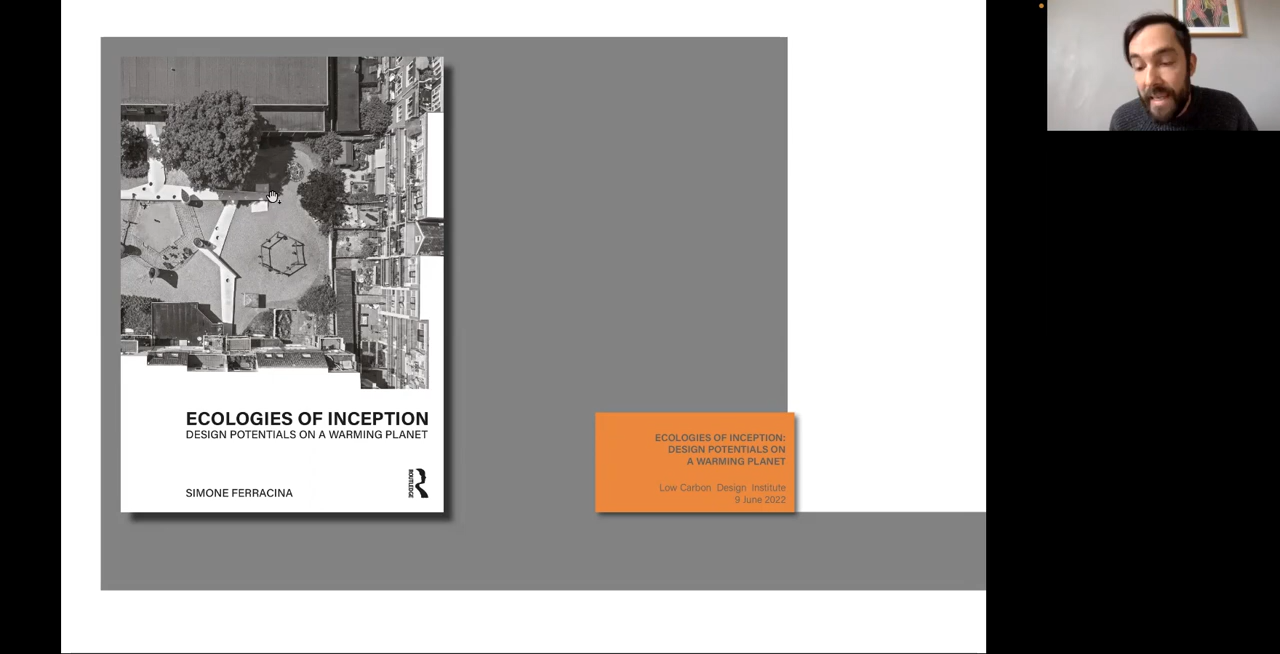 ECOLOGIES OF INCEPTION
DESIGN POTENTIALS ON A WARMING PLANET
SIMONE FERRACINA
ROUTLEDGE
ECOLOGIES OF INCEPTION:
DESIGN POTENTIALS ON
A WARMING PLANET
Low Carbon Design Institute
9 June 2022